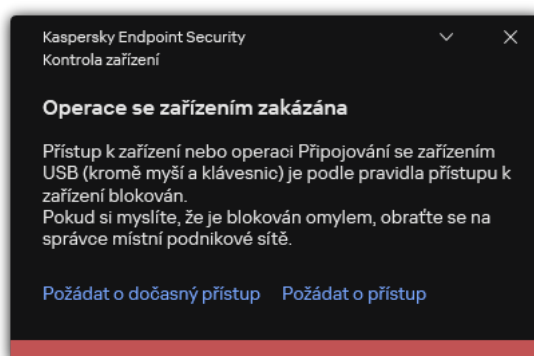 Kaspersky Endpoint Security
Kontrola zařízení
Operace se zařízením zakázána
Přístup k zařízení nebo operaci Připojování se zařízením
USB (kromě myší a klávesnic) je podle pravidla přístupu k
zařízení blokován.
Pokud si myslíte, že je blokován omylem, obraťte se na
správce místní podnikové sítě.
Požádat o dočasný přístup Požádat o přístup